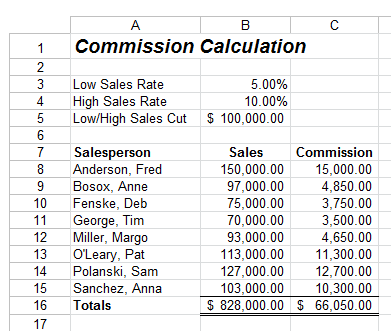 A B C
1 Commission Calculation
2
3 Low Sales Rate 5.00%
4 High Sales Rate 10.00%
5 Low/High Sales Cut $ 100,000.00
6
7 Salesperson Sales Commission
8 Anderson, Fred 150,000.00 15,000.00
9 Bosox, Anne 97,000.00 4,850.00
10 Fenske, Deb 75,000.00 3,750.00
11 George, Tim 70,000.00 3,500.00
12 Miller, Margo 93,000.00 4,650.00
13 O'Leary, Pat 113,000.00 11,300.00
14 Polanski, Sam 127,000.00 12,700.00
15 Sanchez, Anna 103,000.00 10,300.00
16 Totals $ 828,000.00 $ 66,050.00
17